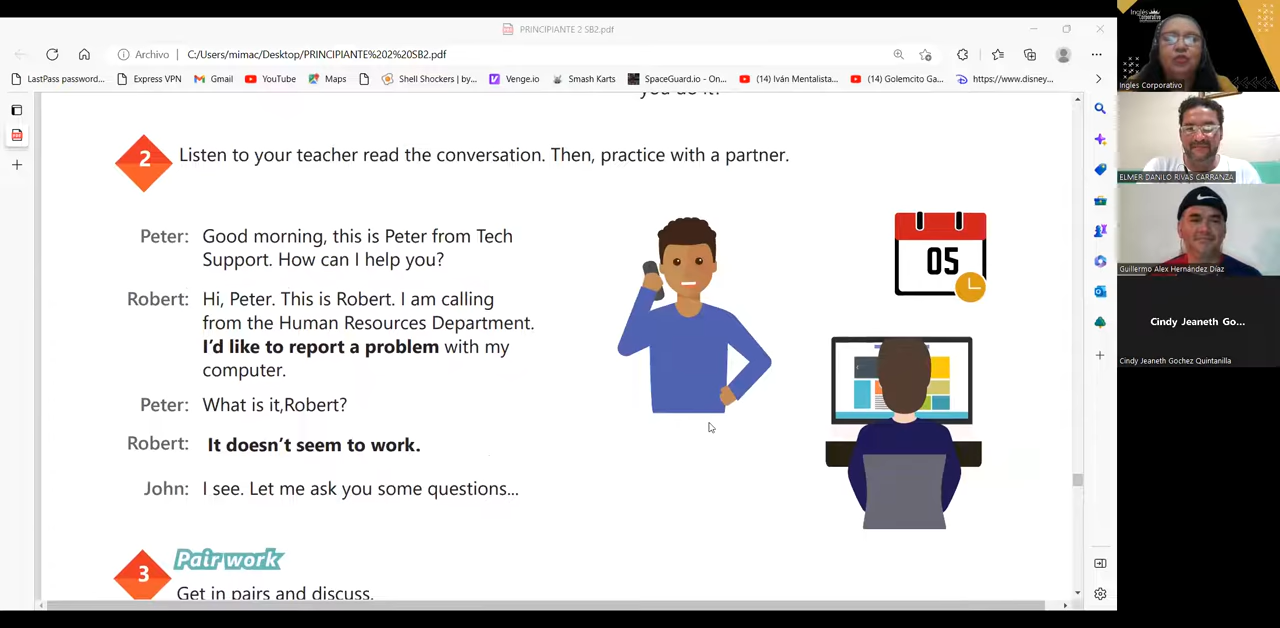 PRINCIPIANTE 2 SB2.pdf
Archivo
C:/Users/mimac/Desktop/PRINCIPIANTE%202%20SB2.pdf
LastPass password...
Express VPN
Gmail
YouTube
Maps
Shell Shockers | by...
Venge.io
Smash Karts
SpaceGuard.io - On...
(14) Iván Mentalista...
(14) Golemcito Ga...
https://www.disney...
you do it?
2
Listen to your teacher read the conversation. Then, practice with a partner.
Peter: Good morning, this is Peter from Tech
Support. How can I help you?
Robert: Hi, Peter. This is Robert. I am calling
from the Human Resources Department.
I'd like to report a problem with my
computer.
Peter: What is it,Robert?
Robert: It doesn't seem to work.
John: I see. Let me ask you some questions...
05
3
Pair work
Get in pairs and discuss.
Inglés
Corporativo
Ingles Corporativo
ELMER DANILO RIVAS CARRANZA
Guillermo Alex Hernández Díaz
Cindy Jeaneth Go...
Cindy Jeaneth Gochez Quintanilla